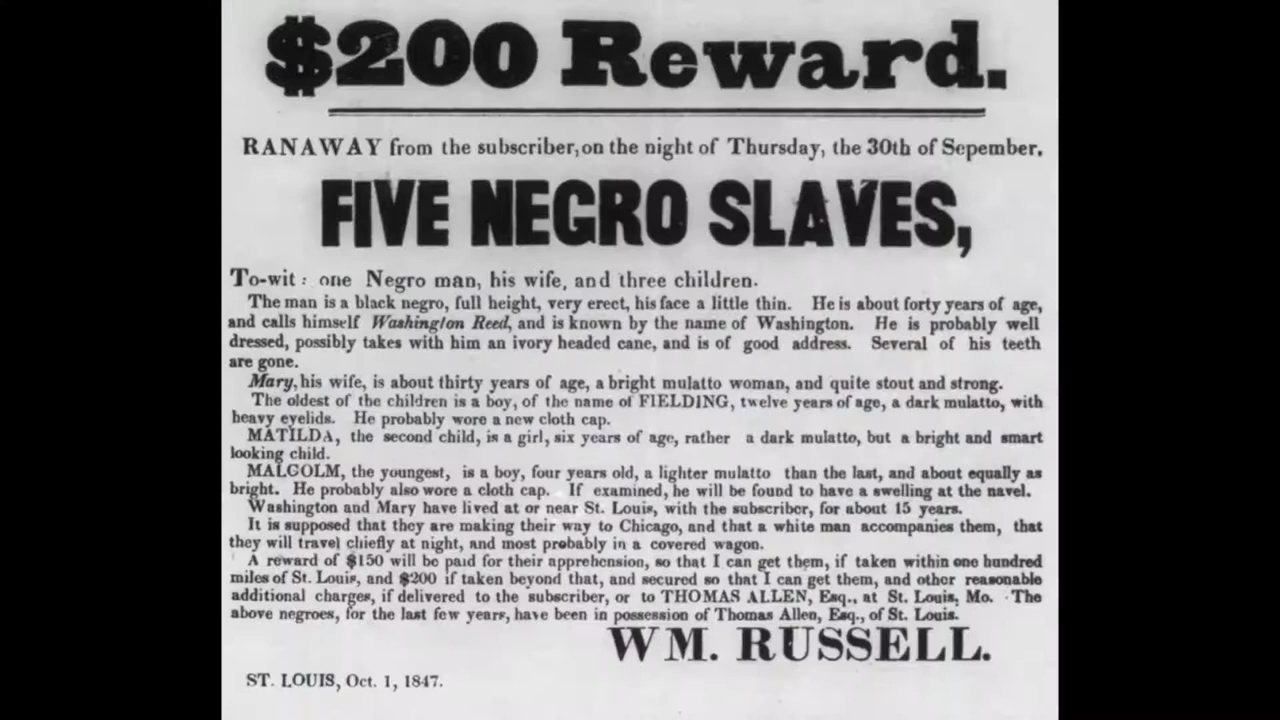 $200 Reward.
RANAWAY from the subscriber, on the night of Thursday, the 30th of Sepember,
FIVE NEGRO SLAVES,
To-wit : one Negro man, his wife, and three children.
The man is a black negro, full height, very erect, his face a little thin. He is about forty years of age,
and calls himself Washington Reed, and is known by the name of Washington. He is probably well
dressed, possibly takes with him an ivory headed cane, and is of good address. Several of his teeth
are gone.
Mary, his wife, is about thirty years of age, a bright mulatto woman, and quite stout and strong.
The oldest of the children is a boy, of the name of FIELDING, twelve years of age, a dark mulatto, with
heavy eyelids. He probably wore a new cloth cap.
MATILDA, the second child, is a girl, six years of age, rather a dark mulatto, but a bright and smart
looking child.
MALCOLM, the youngest, is a boy, four years old, a lighter mulatto than the last, and about equally as
bright. He probably also wore a cloth cap. If examined, he will be found to have a swelling at the navel.
Washington and Mary have lived at or near St. Louis, with the subscriber, for about 15 years.
It is supposed that they are making their way to Chicago, and that a white man accompanies them, that
they will travel chiefly at night, and most probably in a covered wagon.
A reward of $150 will be paid for their apprehension, so that I can get them, if taken within one hundred
miles of St. Louis, and $200 if taken beyond that, and secured so that I can get them, and other reasonable
additional charges, if delivered to the subscriber, or to THOMAS ALLEN, Esq., at St. Louis, Mo. The
above negroes, for the last few years, have been in possession of Thomas Allen, Esq., of St. Louis.
WM. RUSSELL.
ST. LOUIS, Oct. 1, 1847.